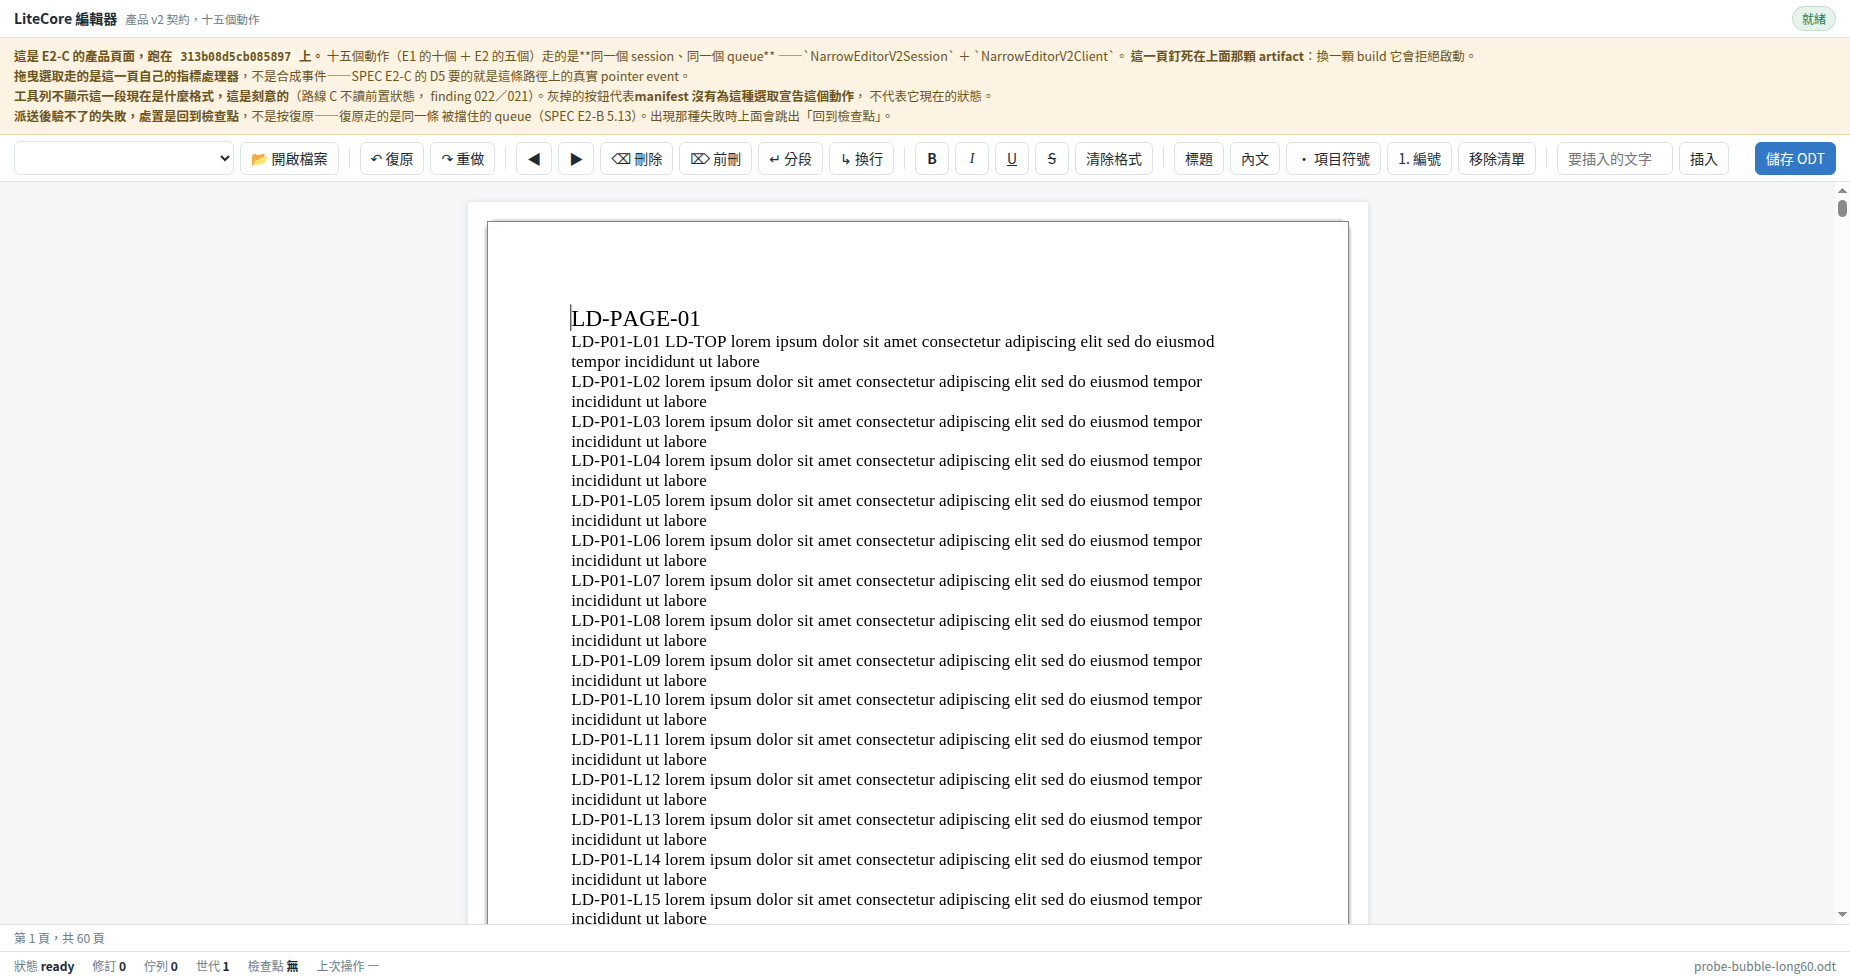 LiteCore 編輯器 產品 v2 契約，十五個動作 就緒
這是 E2-C 的產品頁面，跑在 313b08d5cb085897 上。 十五個動作（E1 的十個 ＋ E2 的五個）走的是**同一個 session、同一個 queue** ——`NarrowEditorV2Session` ＋ `NarrowEditorV2Client`。 這一頁釘死在上面那顆 artifact：換一顆 build 它會拒絕啟動。
拖曳選取走的是這一頁自己的指標處理器，不是合成事件——SPEC E2-C 的 D5 要的就是這條路徑上的真實 pointer event。
工具列不顯示這一段現在是什麼格式，這是刻意的（路線 C 不讀前置狀態， finding 022／021）。灰掉的按鈕代表manifest 沒有為這種選取宣告這個動作， 不代表它現在的狀態。
派送後驗不了的失敗，處置是回到檢查點，不是按復原——復原走的是同一條 被擋住的 queue（SPEC E2-B 5.13）。出現那種失敗時上面會跳出「回到檢查點」。
📂 開啟檔案 ↶ 復原 ↷ 重做 ◀ ▶ ⌫ 刪除 ⌦ 前刪 ↵ 分段 ↳ 換行 B I U S 清除格式 標題 內文 ・ 項目符號 1. 編號 移除清單 要插入的文字 插入 儲存 ODT
LD-PAGE-01
LD-P01-L01 LD-TOP lorem ipsum dolor sit amet consectetur adipiscing elit sed do eiusmod
tempor incididunt ut labore
LD-P01-L02 lorem ipsum dolor sit amet consectetur adipiscing elit sed do eiusmod tempor
incididunt ut labore
LD-P01-L03 lorem ipsum dolor sit amet consectetur adipiscing elit sed do eiusmod tempor
incididunt ut labore
LD-P01-L04 lorem ipsum dolor sit amet consectetur adipiscing elit sed do eiusmod tempor
incididunt ut labore
LD-P01-L05 lorem ipsum dolor sit amet consectetur adipiscing elit sed do eiusmod tempor
incididunt ut labore
LD-P01-L06 lorem ipsum dolor sit amet consectetur adipiscing elit sed do eiusmod tempor
incididunt ut labore
LD-P01-L07 lorem ipsum dolor sit amet consectetur adipiscing elit sed do eiusmod tempor
incididunt ut labore
LD-P01-L08 lorem ipsum dolor sit amet consectetur adipiscing elit sed do eiusmod tempor
incididunt ut labore
LD-P01-L09 lorem ipsum dolor sit amet consectetur adipiscing elit sed do eiusmod tempor
incididunt ut labore
LD-P01-L10 lorem ipsum dolor sit amet consectetur adipiscing elit sed do eiusmod tempor
incididunt ut labore
LD-P01-L11 lorem ipsum dolor sit amet consectetur adipiscing elit sed do eiusmod tempor
incididunt ut labore
LD-P01-L12 lorem ipsum dolor sit amet consectetur adipiscing elit sed do eiusmod tempor
incididunt ut labore
LD-P01-L13 lorem ipsum dolor sit amet consectetur adipiscing elit sed do eiusmod tempor
incididunt ut labore
LD-P01-L14 lorem ipsum dolor sit amet consectetur adipiscing elit sed do eiusmod tempor
incididunt ut labore
LD-P01-L15 lorem ipsum dolor sit amet consectetur adipiscing elit sed do eiusmod tempor
incididunt ut labore
第 1 頁，共 60 頁
狀態 ready 修訂 0 佇列 0 世代 1 檢查點 無 上次操作 — probe-bubble-long60.odt